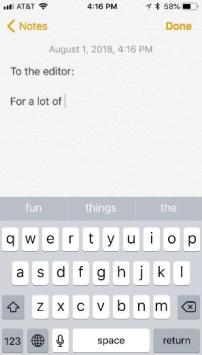 AT&T 4:16 PM 58%
Notes Done
August 1, 2018, 4:16 PM
To the editor:
For a lot of
fun things the
q w e r t y u i o p
a s d f g h j k l
z x c v b n m
123 space return